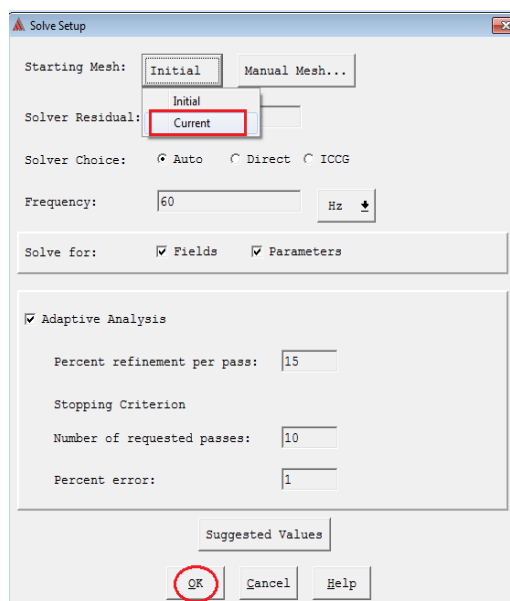 Solve Setup
Starting Mesh: Initial Manual Mesh...
Initial
Solver Residual:
Current
Solver Choice: Auto Direct ICCG
Frequency: 60 Hz
Solve for: Fields Parameters
Adaptive Analysis
Percent refinement per pass: 15
Stopping Criterion
Number of requested passes: 10
Percent error: 1
Suggested Values
OK Cancel Help